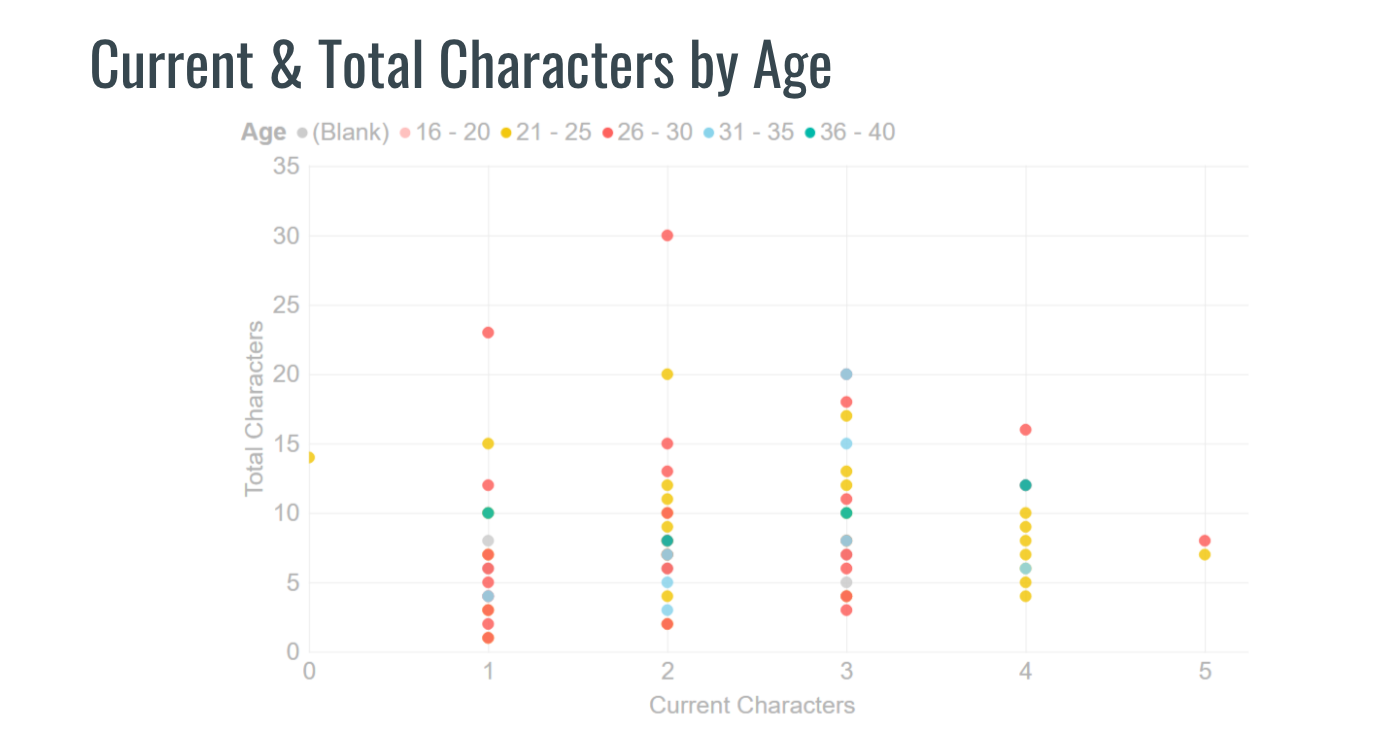 Current & Total Characters by Age
Age (Blank) 16 - 20 21 - 25 26 - 30 31 - 35 36 - 40
35
30
25
20
15
10
5
0
Total Characters
0 1 2 3 4 5
Current Characters